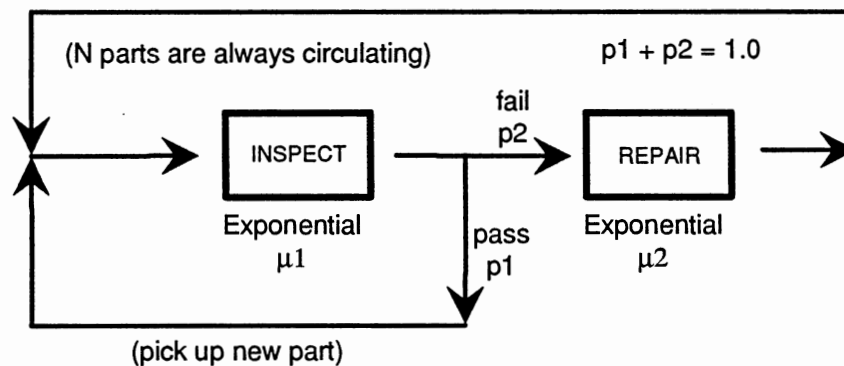 (N parts are always circulating)
p1 + p2 = 1.0
fail
p2
INSPECT
REPAIR
Exponential
μ1
pass
p1
Exponential
μ2
(pick up new part)